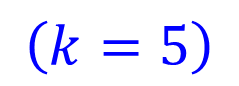 (k = 5)